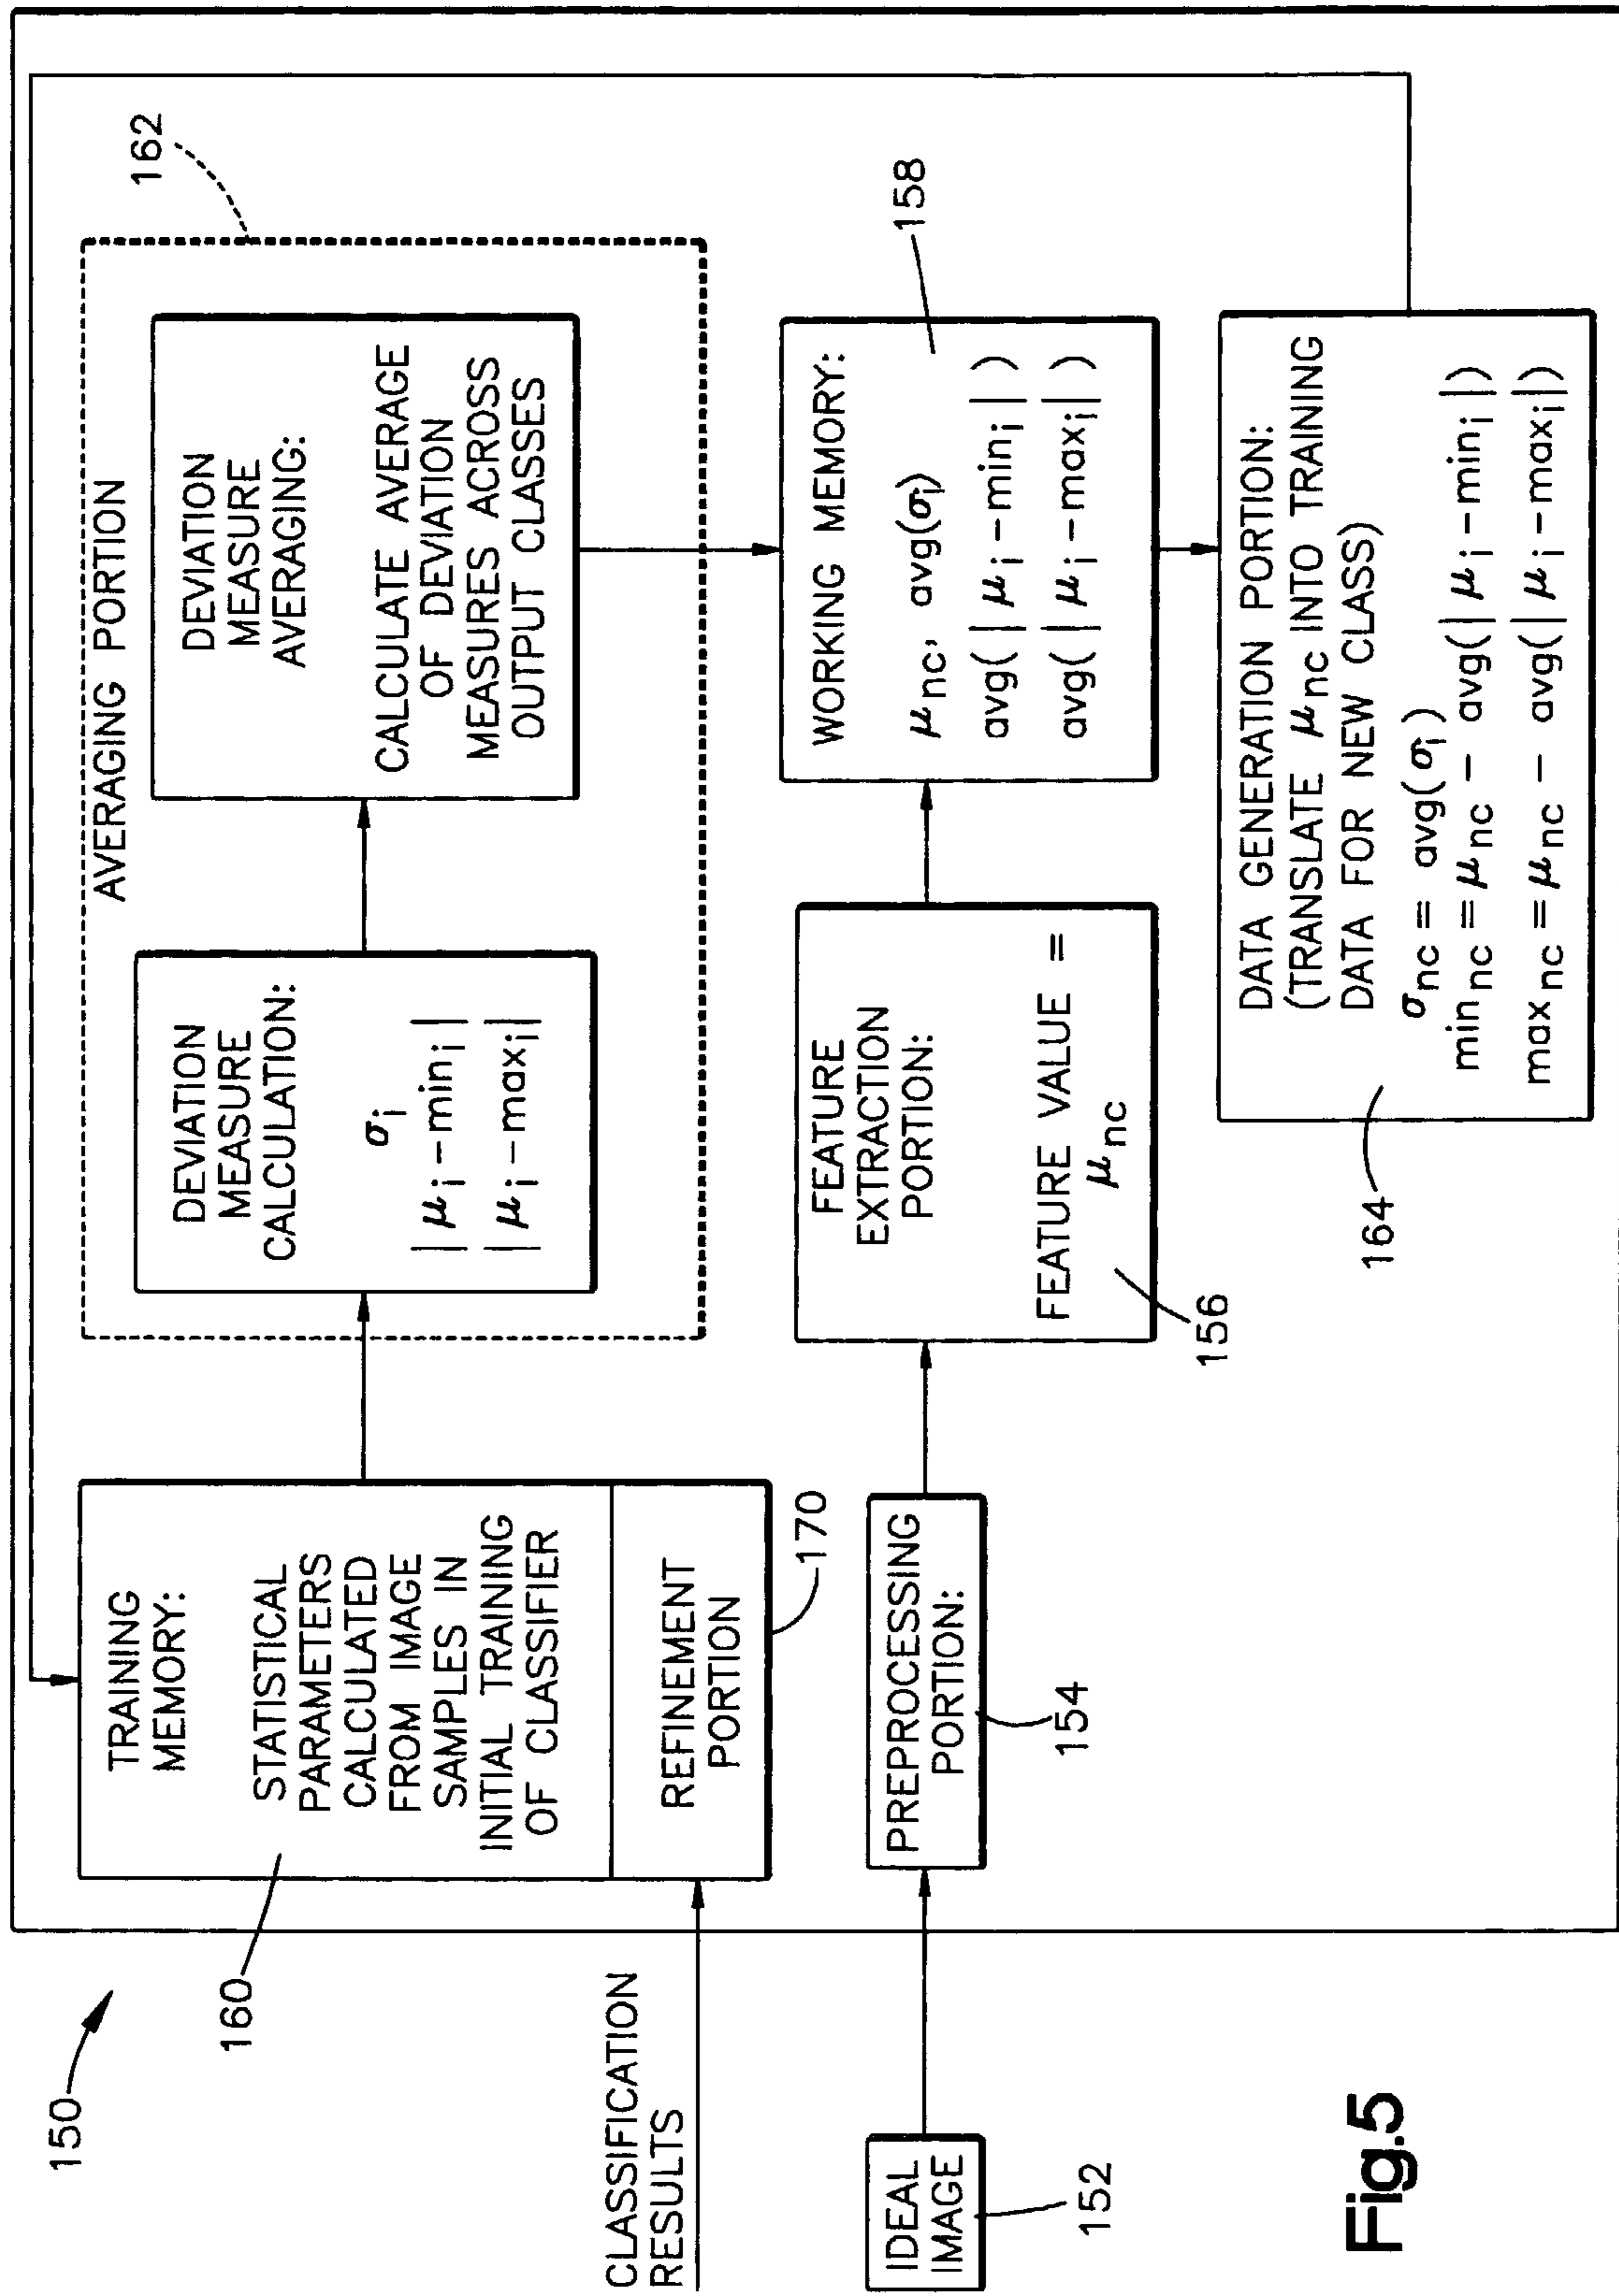 150
160
TRAINING
MEMORY:
STATISTICAL
PARAMETERS
CALCULATED
FROM IMAGE
SAMPLES IN
INITIAL TRAINING
OF CLASSIFIER
REFINEMENT
PORTION
170
CLASSIFICATION
RESULTS
AVERAGING PORTION
162
DEVIATION
MEASURE
CALCULATION:
σi
|μi-mini|
|μi-maxi|
DEVIATION
MEASURE
AVERAGING:
CALCULATE AVERAGE
OF DEVIATION
MEASURES ACROSS
OUTPUT CLASSES
IDEAL
IMAGE
152
PREPROCESSING
PORTION:
154
FEATURE
EXTRACTION
PORTION:
FEATURE VALUE =
μnc
156
WORKING MEMORY:
μnc, avg(σi)
avg(|μi-mini|)
avg(|μi-maxi|)
158
DATA GENERATION PORTION:
(TRANSLATE μnc INTO TRAINING
DATA FOR NEW CLASS)
σnc = avg(σi)
minnc = μnc - avg(|μi-mini|)
maxnc = μnc - avg(|μi-maxi|)
164
Fig.5